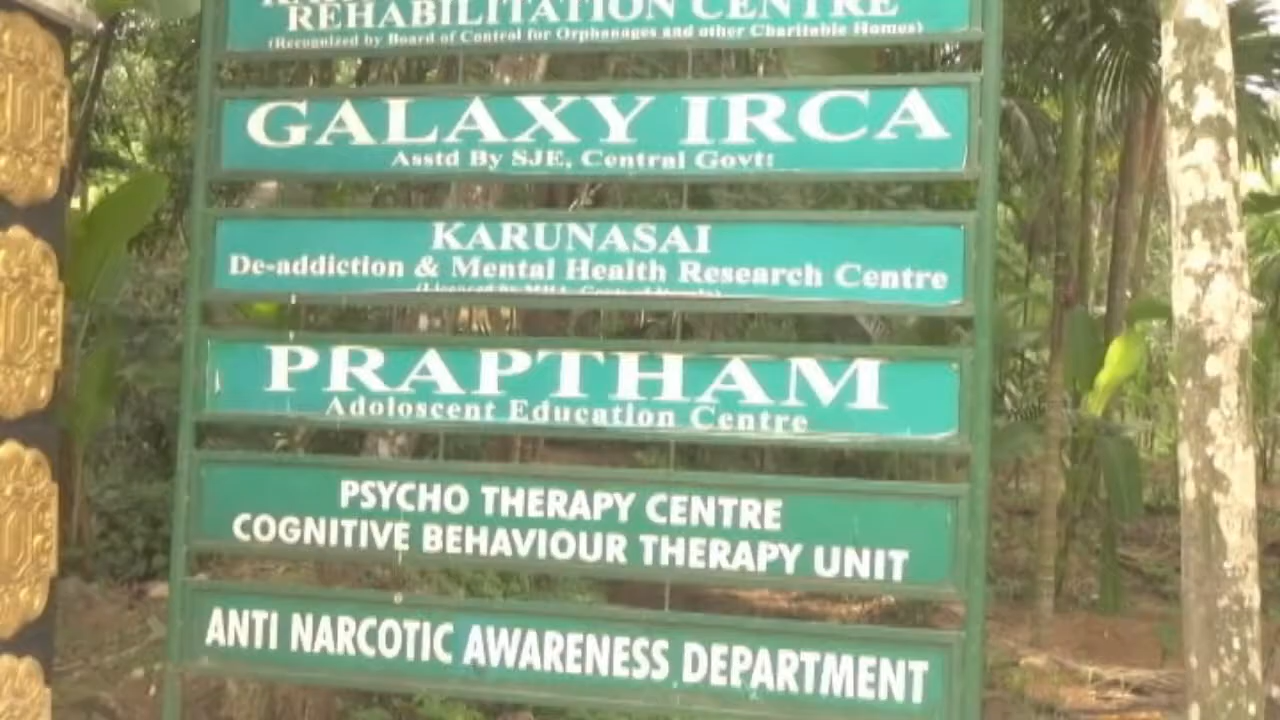 REHABILITATION CENTRE
(Recognized by Board of Control for Orphanages and other Charitable Homes)
GALAXY IRCA
Asstd By SJE, Central Govt:
KARUNASAI
De-addiction & Mental Health Research Centre
PRAPTHAM
Adoloscent Education Centre
PSYCHO THERAPY CENTRE
COGNITIVE BEHAVIOUR THERAPY UNIT
ANTI NARCOTIC AWARENESS DEPARTMENT